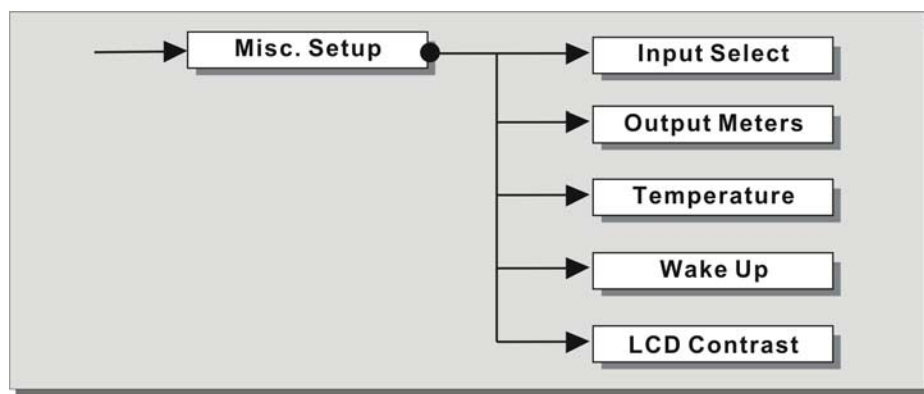 Misc. Setup
Input Select
Output Meters
Temperature
Wake Up
LCD Contrast